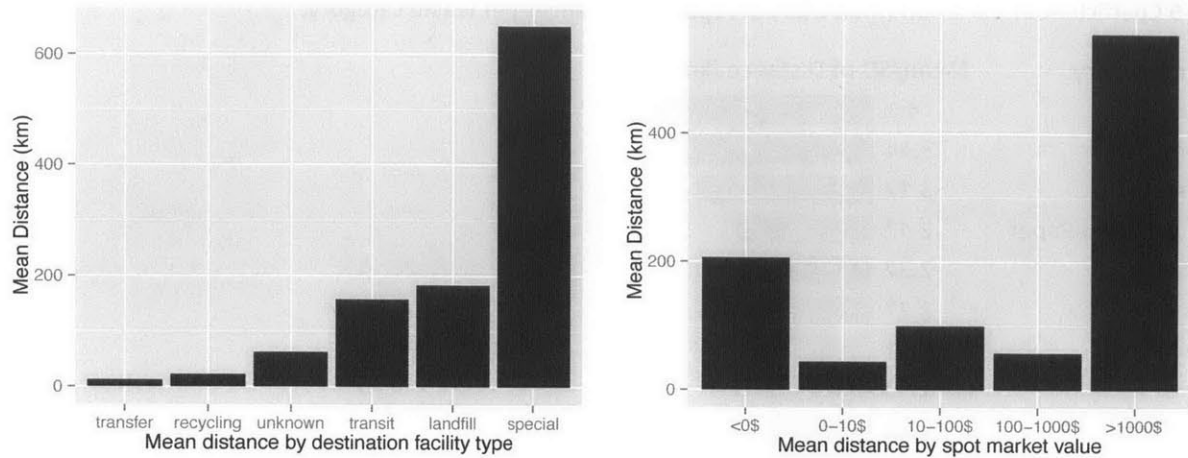 Mean Distance (km)
600
400
200
0
transfer recycling unknown transit landfill special
Mean distance by destination facility type
Mean Distance (km)
400
200
0
<0$ 0-10$ 10-100$ 100-1000$ >1000$
Mean distance by spot market value